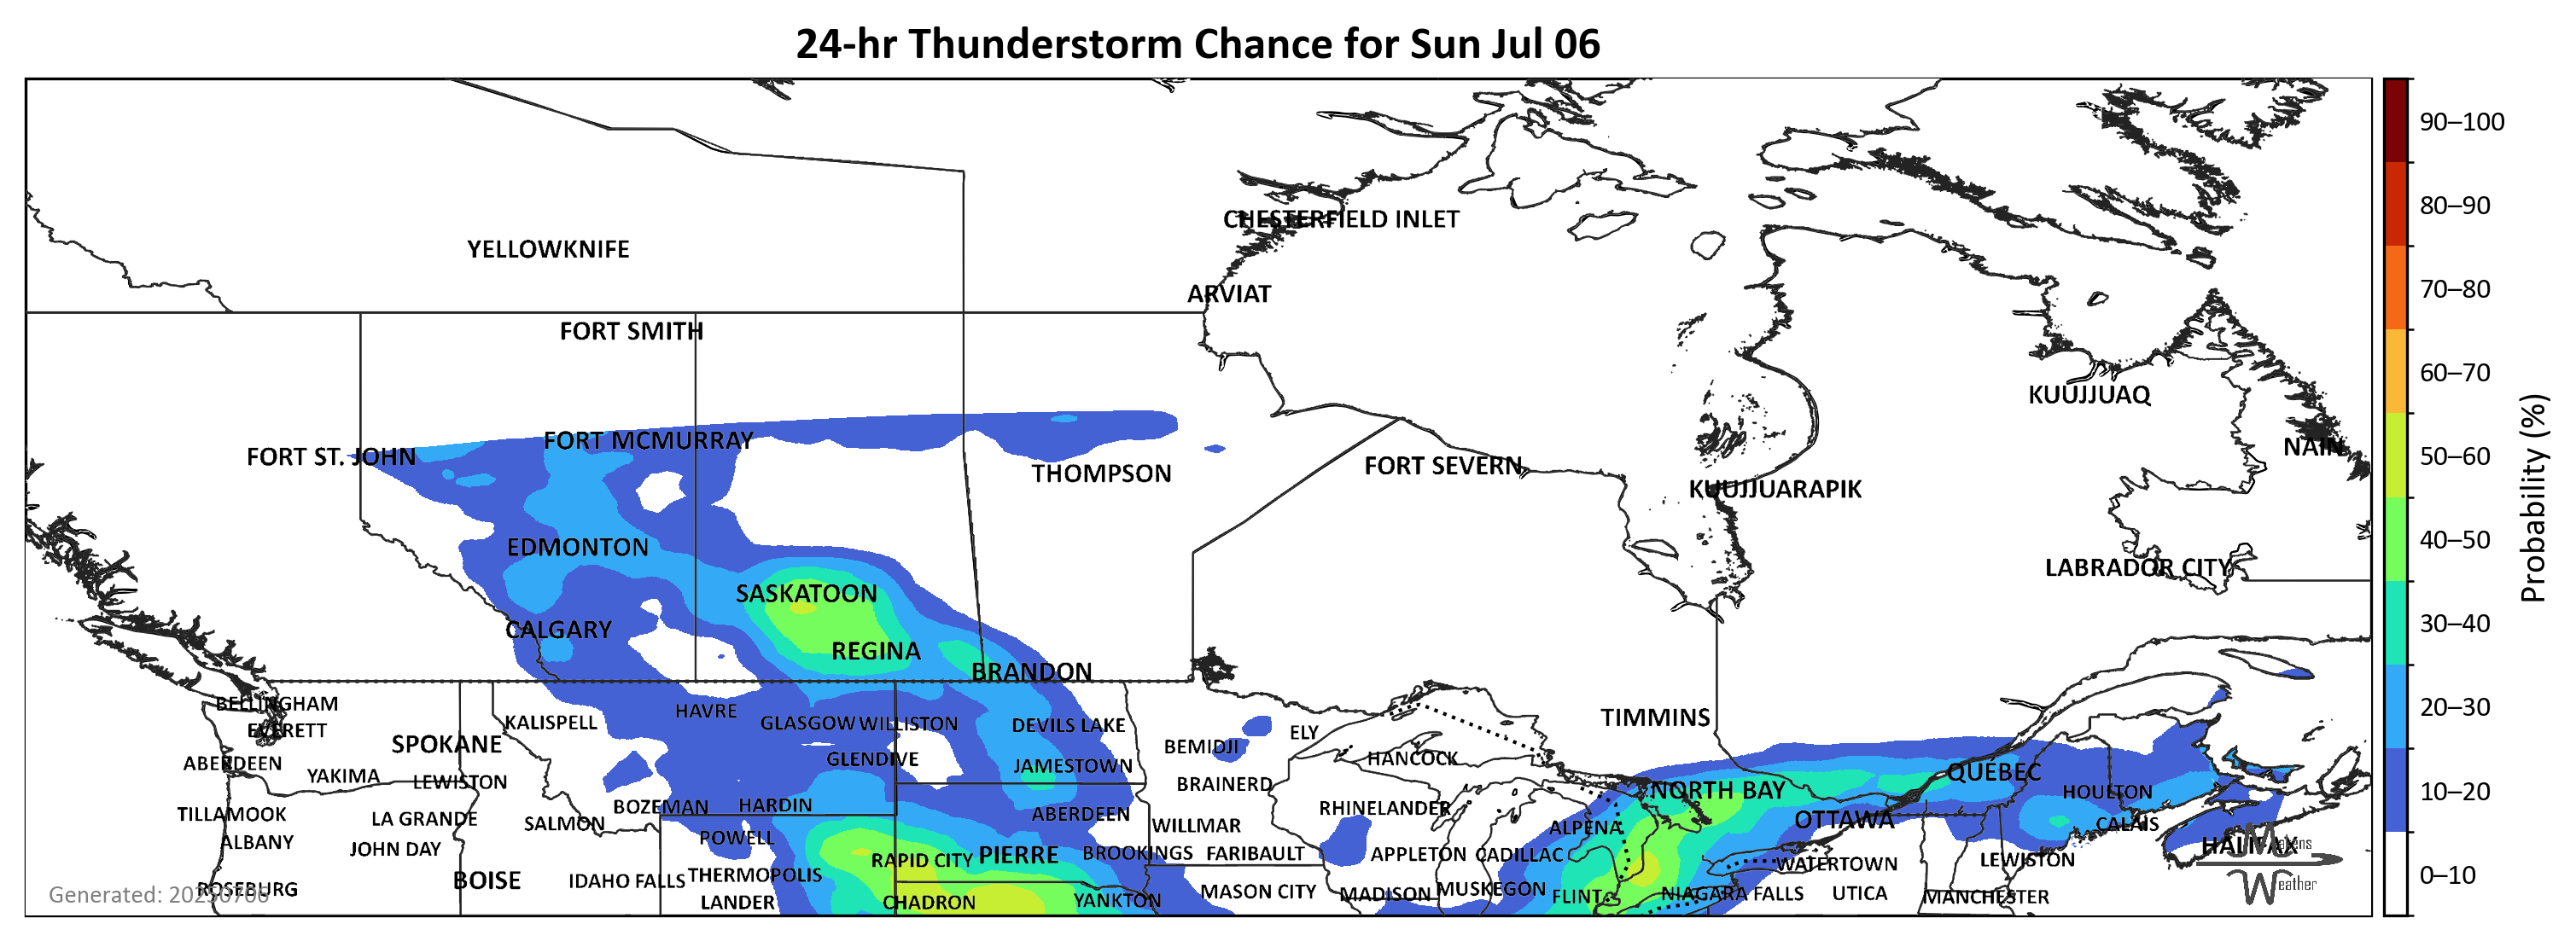 24-hr Thunderstorm Chance for Sun Jul 06
90–100
80–90
CHESTERFIELD INLET
YELLOWKNIFE
70–80
ARVIAT
FORT SMITH
60–70
KUUJJUAQ
FORT MCMURRAY
NAIN
50–60
FORT ST. JOHN
FORT SEVERN
THOMPSON
KUUJJUARAPIK
Probability (%)
40–50
EDMONTON
LABRADOR CITY
SASKATOON
30–40
CALGARY
REGINA
BRANDON
BELLINGHAM
20–30
HAVRE
TIMMINS
KALISPELL
GLASGOW
WILLISTON
DEVILS LAKE
EVERETT
ELY
SPOKANE
BEMIDJI
GLENDIVE
HANCOCK
ABERDEEN
JAMESTOWN
QUÉBEC
YAKIMA
LEWISTON
BRAINERD
NORTH BAY
HOULTON
10–20
BOZEMAN
HARDIN
RHINELANDER
TILLAMOOK
ABERDEEN
LA GRANDE
SALMON
WILLMAR
ALPENA
OTTAWA
CALAIS
POWELL
ALBANY
HALIFAX
Makens
JOHN DAY
BROOKINGS
FARIBAULT
APPLETON
CADILLAC
PIERRE
RAPID CITY
LEWISTON
WATERTOWN
THERMOPOLIS
0–10
BOISE
IDAHO FALLS
Weather
ROSEBURG
MASON CITY
MADISON
MUSKEGON
Generated: 20250706
FLINT
NIAGARA FALLS
UTICA
MANCHESTER
LANDER
CHADRON
YANKTON